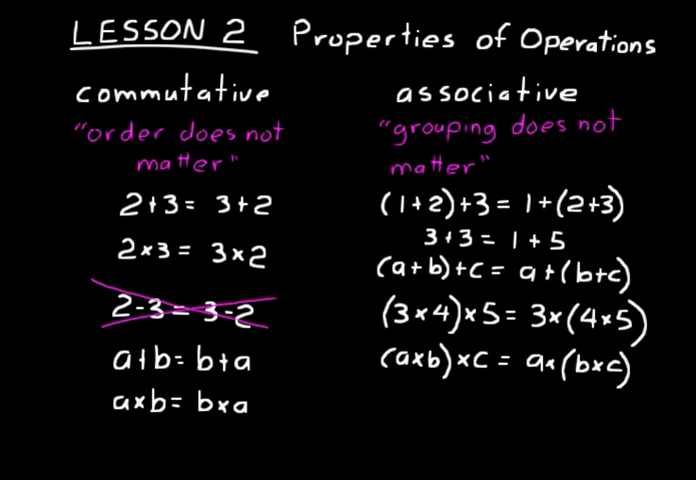 LESSON 2 Properties of Operations
commutative
"order does not
matter"
2+3= 3+2
2×3= 3×2
2-3=3-2
a+b= b+a
a×b= b×a
associative
"grouping does not
matter"
(1+2)+3= 1+(2+3)
3+3= 1+5
(a+b)+c= a+(b+c)
(3×4)×5= 3×(4×5)
(a×b)×c= a×(b×c)